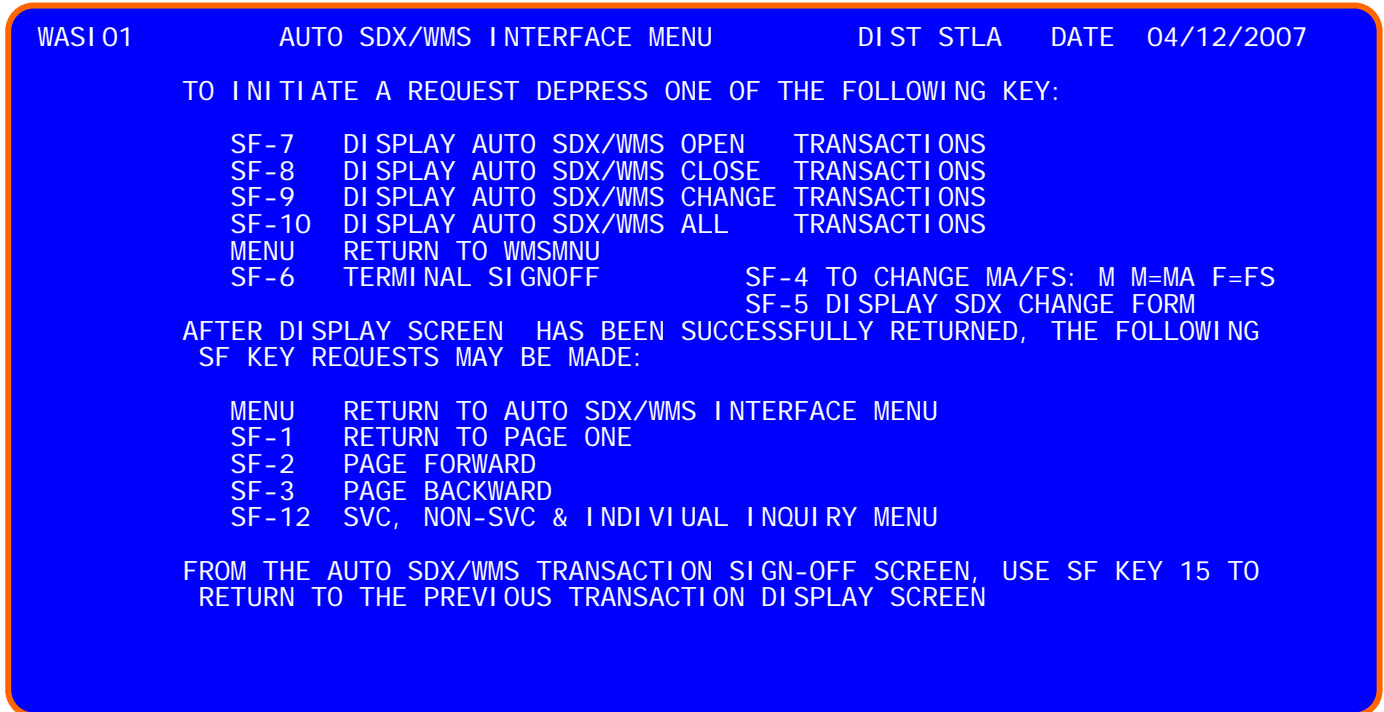 WASI01 AUTO SDX/WMS INTERFACE MENU DIST STLA DATE 04/12/2007
TO INITIATE A REQUEST DEPRESS ONE OF THE FOLLOWING KEY:
SF-7 DISPLAY AUTO SDX/WMS OPEN TRANSACTIONS
SF-8 DISPLAY AUTO SDX/WMS CLOSE TRANSACTIONS
SF-9 DISPLAY AUTO SDX/WMS CHANGE TRANSACTIONS
SF-10 DISPLAY AUTO SDX/WMS ALL TRANSACTIONS
MENU RETURN TO WMSMNU
SF-6 TERMINAL SIGNOFF SF-4 TO CHANGE MA/FS: M M=MA F=FS
SF-5 DISPLAY SDX CHANGE FORM
AFTER DISPLAY SCREEN HAS BEEN SUCCESSFULLY RETURNED, THE FOLLOWING
SF KEY REQUESTS MAY BE MADE:
MENU RETURN TO AUTO SDX/WMS INTERFACE MENU
SF-1 RETURN TO PAGE ONE
SF-2 PAGE FORWARD
SF-3 PAGE BACKWARD
SF-12 SVC, NON-SVC & INDIVIUAL INQUIRY MENU
FROM THE AUTO SDX/WMS TRANSACTION SIGN-OFF SCREEN, USE SF KEY 15 TO
RETURN TO THE PREVIOUS TRANSACTION DISPLAY SCREEN